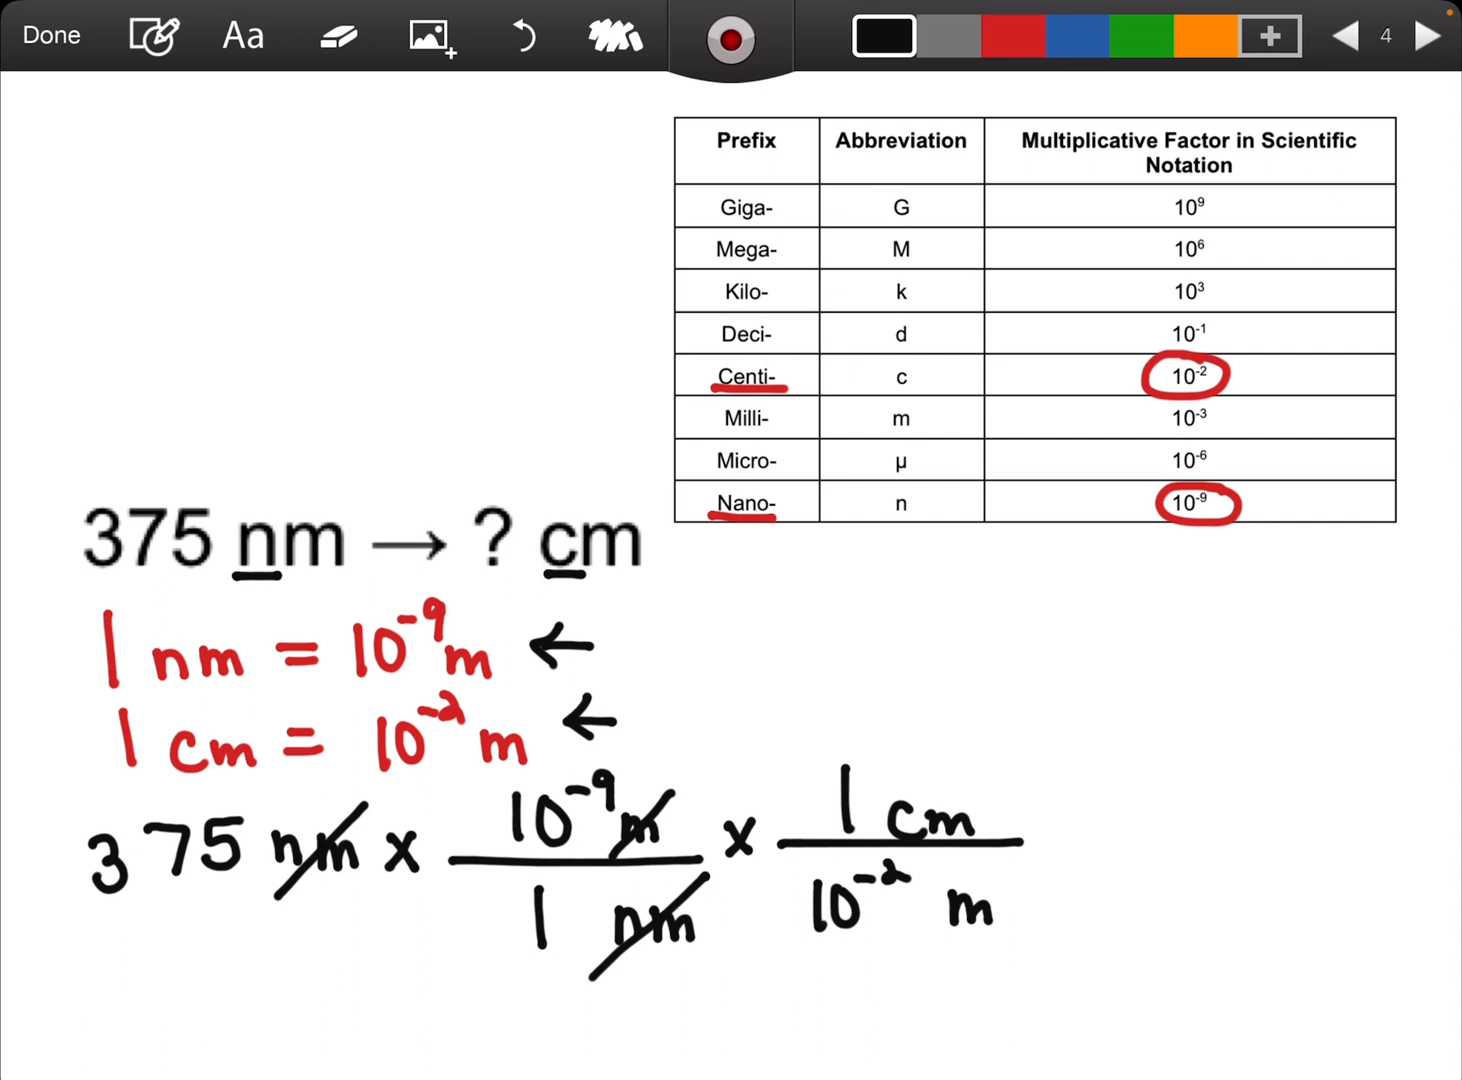 Done Aa 4
Prefix Abbreviation Multiplicative Factor in Scientific Notation
Giga- G 10⁹
Mega- M 10⁶
Kilo- k 10³
Deci- d 10⁻¹
Centi- c 10⁻²
Milli- m 10⁻³
Micro- μ 10⁻⁶
Nano- n 10⁻⁹
375 nm → ? cm
1 nm = 10⁻⁹ m ←
1 cm = 10⁻² m ←
375 nm x 10⁻⁹ m / 1 nm x 1 cm / 10⁻² m